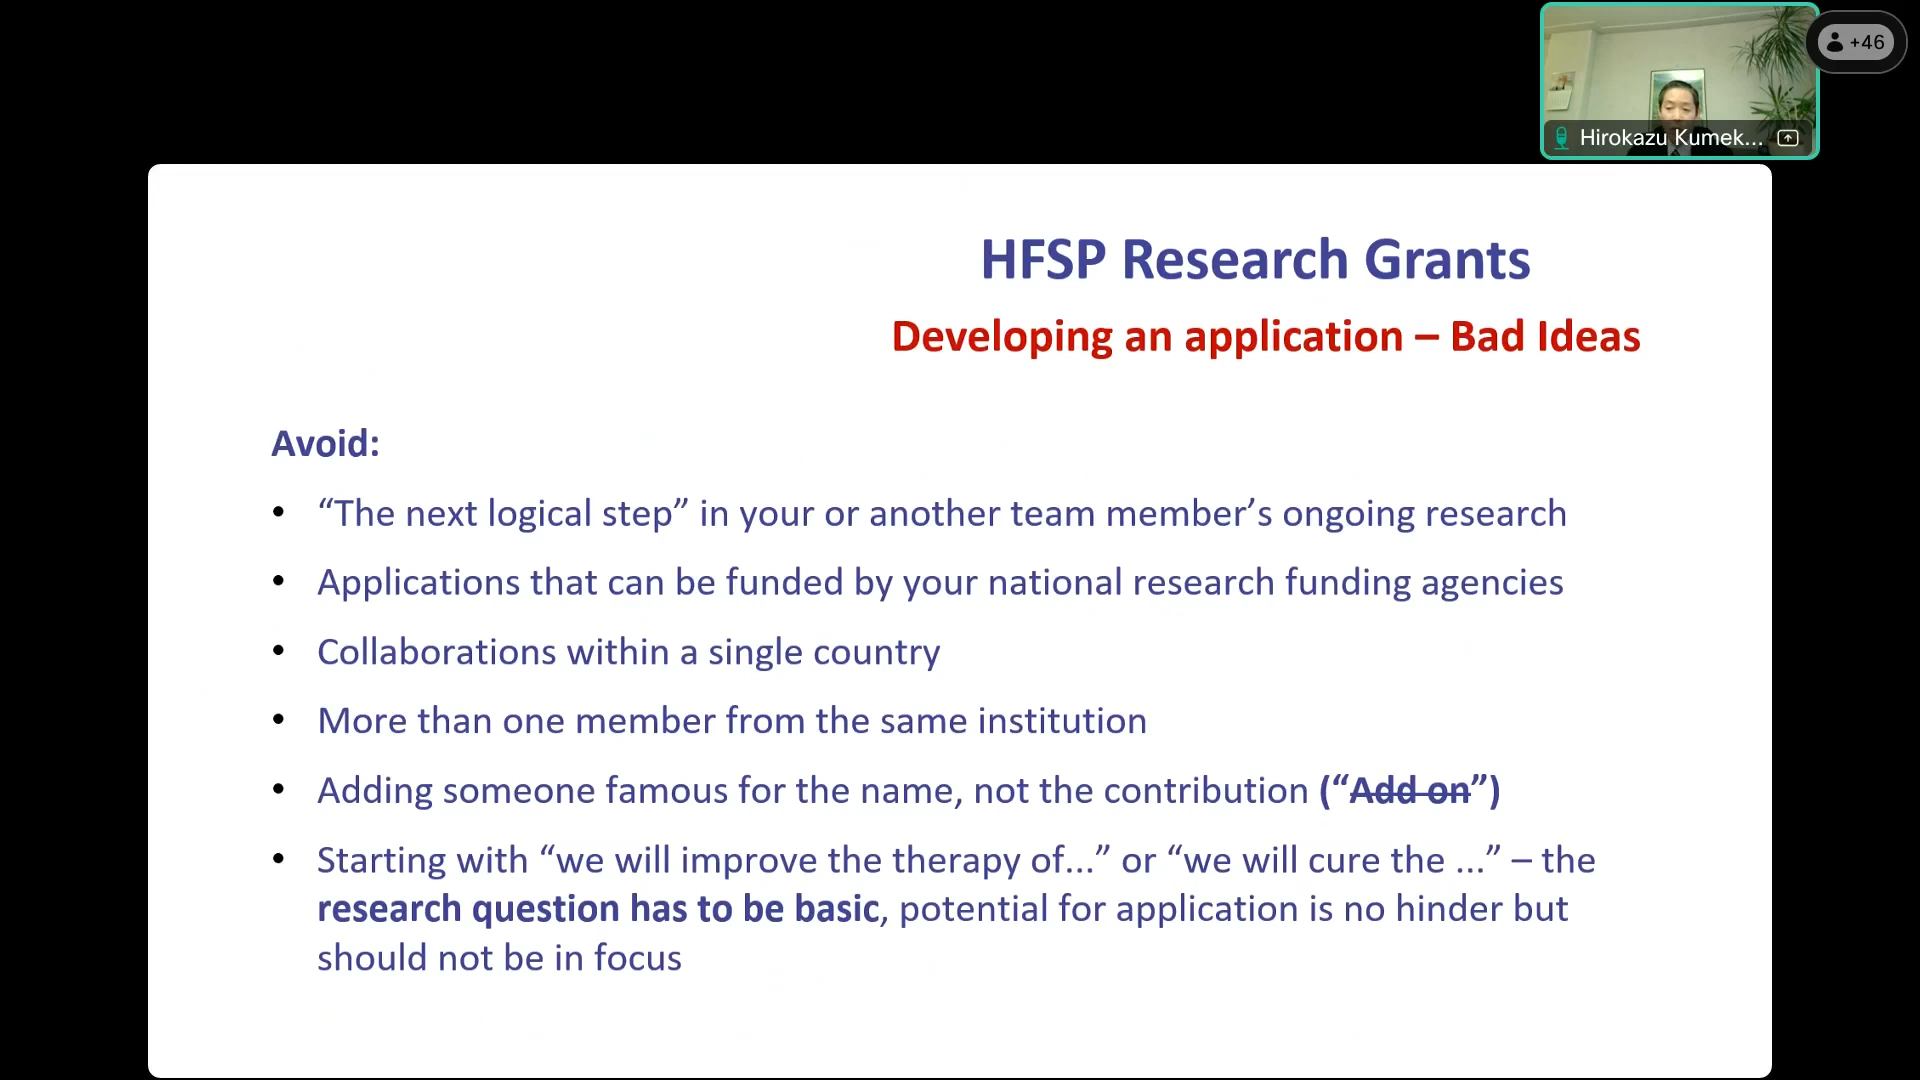 +46
Hirokazu Kumek...
HFSP Research Grants
Developing an application – Bad Ideas
Avoid:
• “The next logical step” in your or another team member’s ongoing research
• Applications that can be funded by your national research funding agencies
• Collaborations within a single country
• More than one member from the same institution
• Adding someone famous for the name, not the contribution (“Add on”)
• Starting with “we will improve the therapy of...” or “we will cure the ...” – the
research question has to be basic, potential for application is no hinder but
should not be in focus